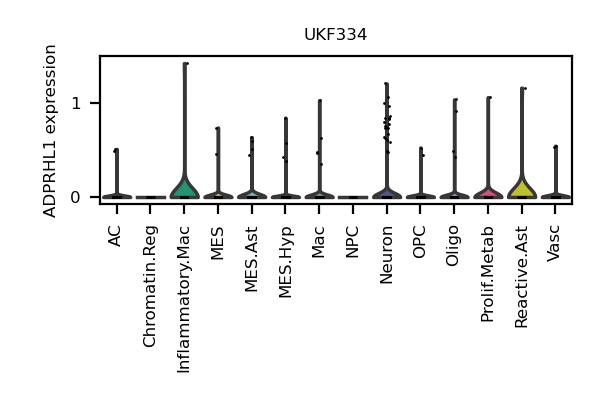 UKF334
ADPRHL1 expression
1
0
AC
Chromatin.Reg
Inflammatory.Mac
MES
MES.Ast
MES.Hyp
Mac
NPC
Neuron
OPC
Oligo
Prolif.Metab
Reactive.Ast
Vasc